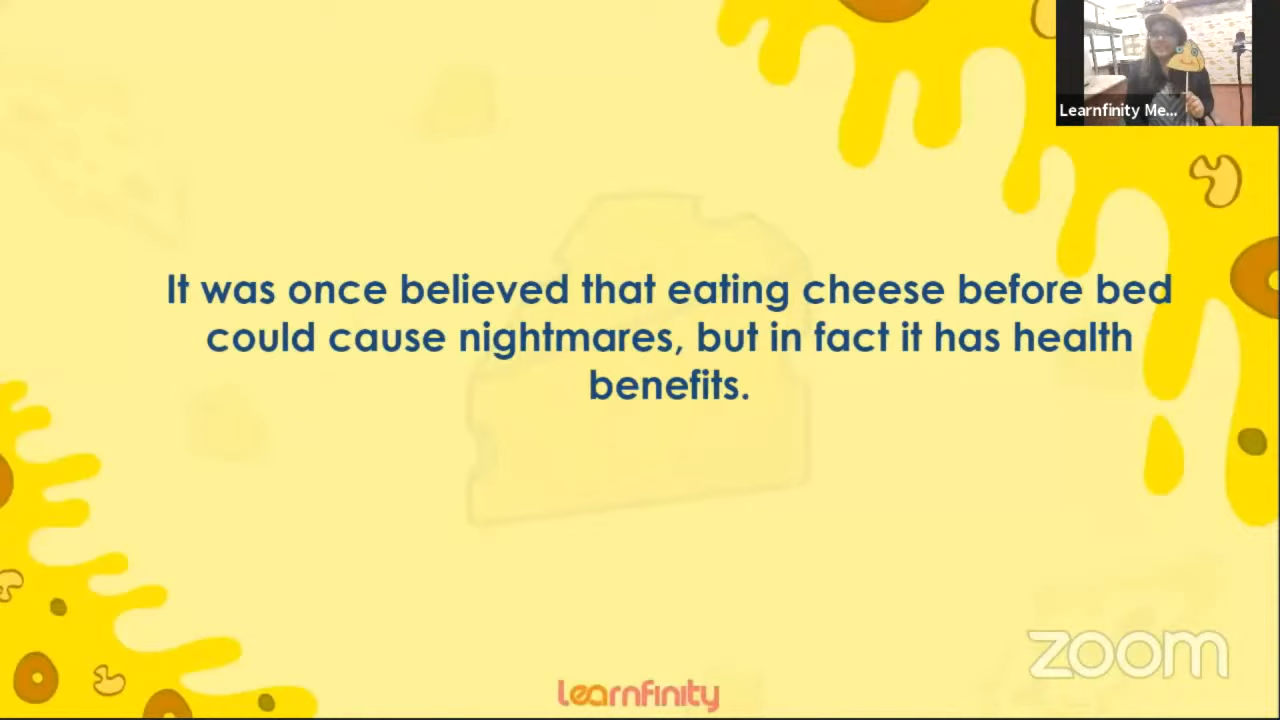 Learnfinity Me...
It was once believed that eating cheese before bed
could cause nightmares, but in fact it has health
benefits.
zoom
Learnfinity